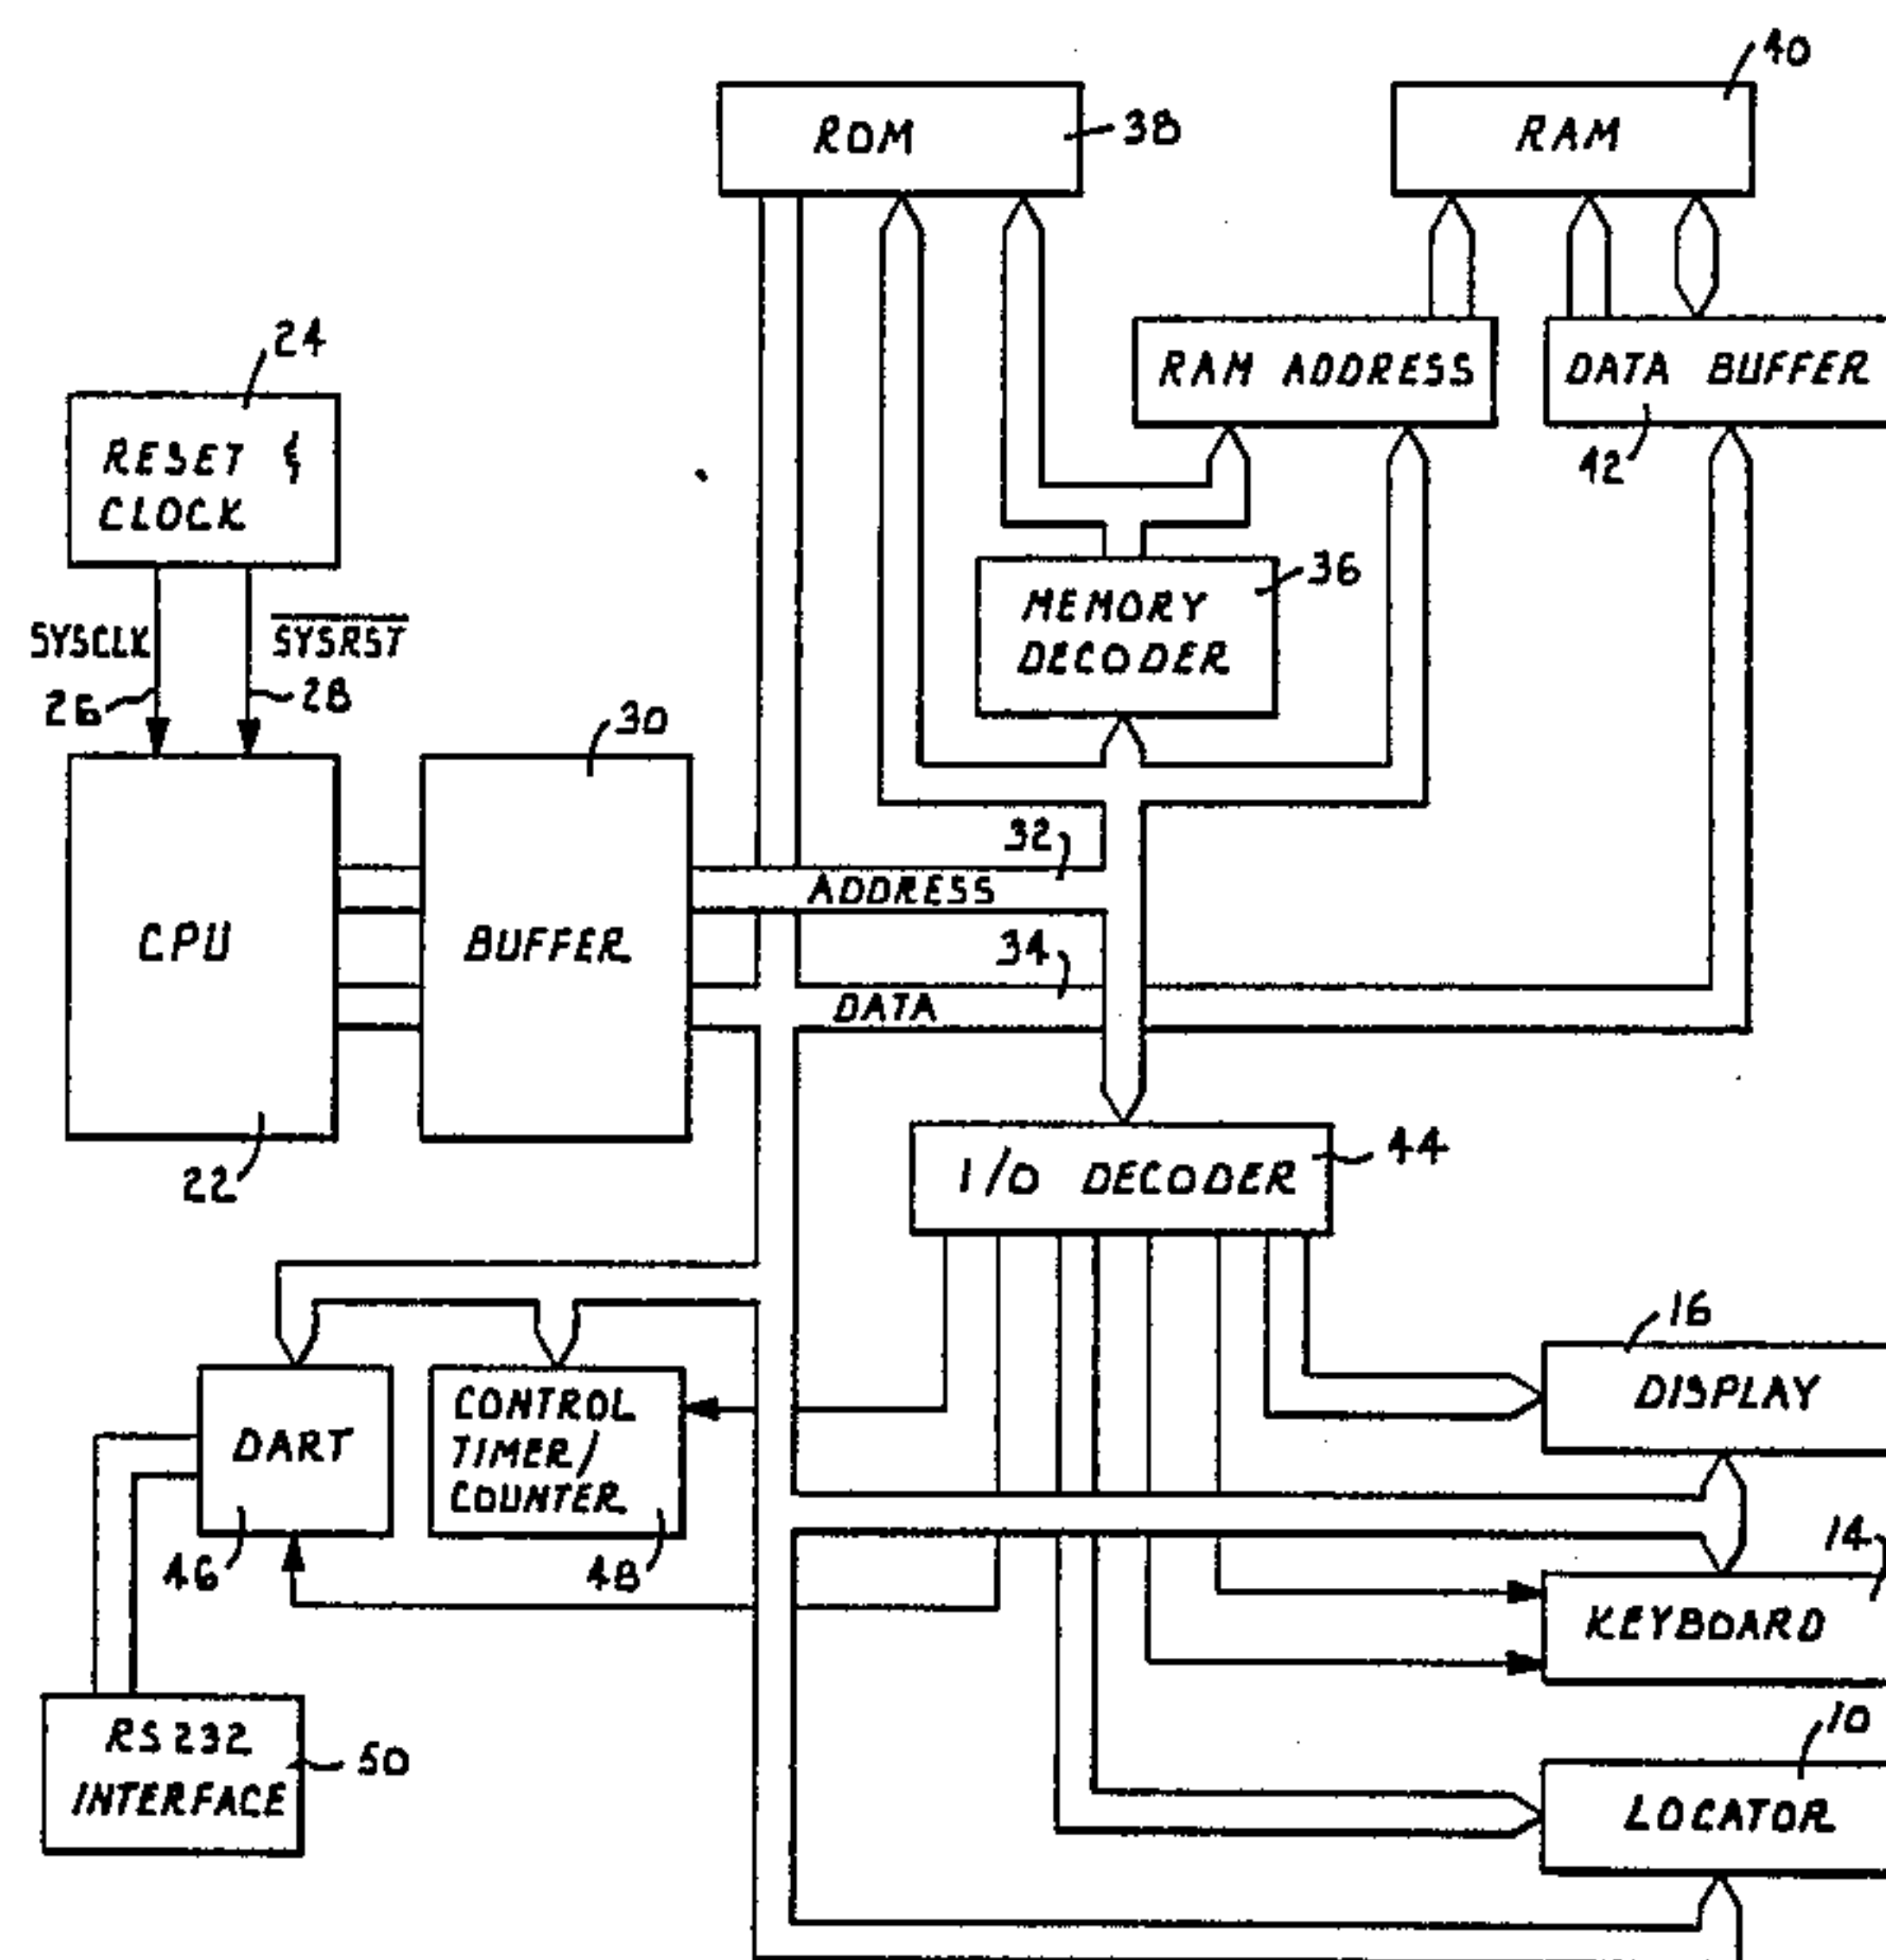 40
ROM
38
RAM
24
RAM ADDRESS
DATA BUFFER
42
RESET &
CLOCK
36
MEMORY
DECODER
SYSCLK
SYSRST
26
28
30
32
ADDRESS
CPU
BUFFER
34
DATA
22
I/O DECODER
44
16
DISPLAY
DART
CONTROL
TIMER/
COUNTER
46
48
14
KEYBOARD
RS232
INTERFACE
50
10
LOCATOR